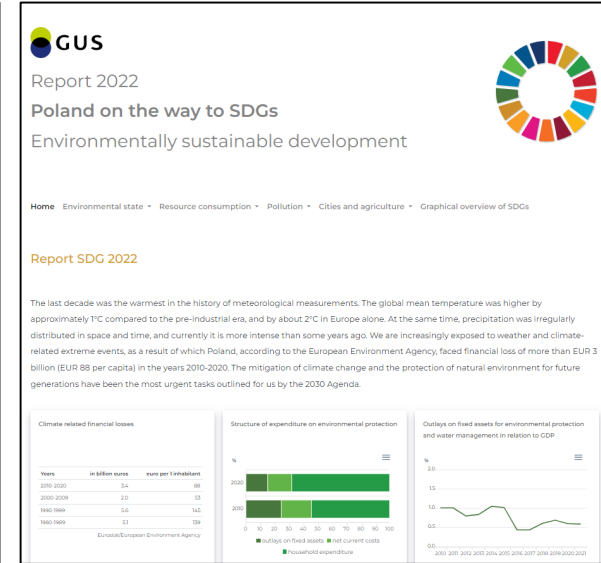 GUS
Report 2022
Poland on the way to SDGs
Environmentally sustainable development
Home Environmental state Resource consumption Pollution Cities and agriculture Graphical overview of SDGs
Report SDG 2022
The last decade was the warmest in the history of meteorological measurements. The global mean temperature was higher by
approximately 1°C compared to the pre-industrial era, and by about 2°C in Europe alone. At the same time, precipitation was irregularly
distributed in space and time, and currently it is more intense than some years ago. We are increasingly exposed to weather and climate-
related extreme events, as a result of which Poland, according to the European Environment Agency, faced financial loss of more than EUR 3
billion (EUR 88 per capita) in the years 2010-2020. The mitigation of climate change and the protection of natural environment for future
generations have been the most urgent tasks outlined for us by the 2030 Agenda.
Climate related financial losses
Years in billion euros euro per 1 inhabitant
2010-2020 3.4 88
2000-2009 2.0 53
1990-1999 5.6 145
1980-1989 5.1 139
Eurostat/European Environment Agency
Structure of expenditure on environmental protection
%
2020
2010
0 10 20 30 40 50 60 70 80 90 100
outlays on fixed assets net current costs
household expenditure
Outlays on fixed assets for environmental protection
and water management in relation to GDP
%
2.0
1.5
1.0
0.5
0.0
2010 2011 2012 2013 2014 2015 2016 2017 2018 2019 2020 2021